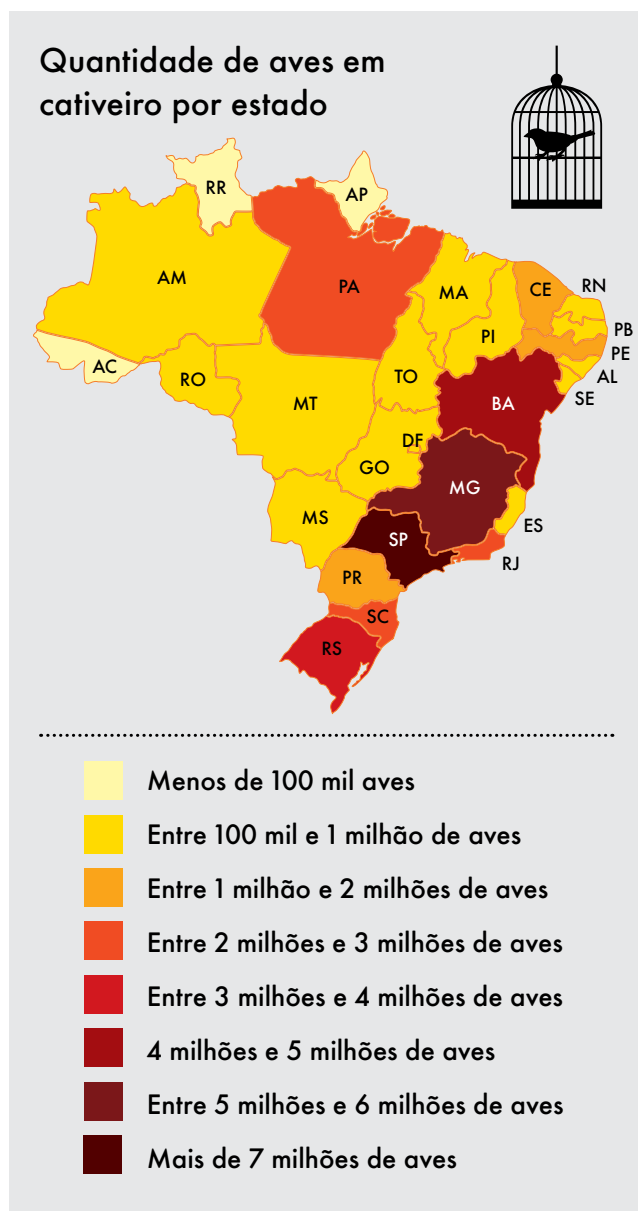 Quantidade de aves em
cativeiro por estado
RR
AP
AM
PA
MA
CE
RN
PB
PI
PE
AC
RO
TO
AL
MT
BA
SE
DF
GO
MG
MS
ES
SP
RJ
PR
SC
RS
Menos de 100 mil aves
Entre 100 mil e 1 milhão de aves
Entre 1 milhão e 2 milhões de aves
Entre 2 milhões e 3 milhões de aves
Entre 3 milhões e 4 milhões de aves
4 milhões e 5 milhões de aves
Entre 5 milhões e 6 milhões de aves
Mais de 7 milhões de aves